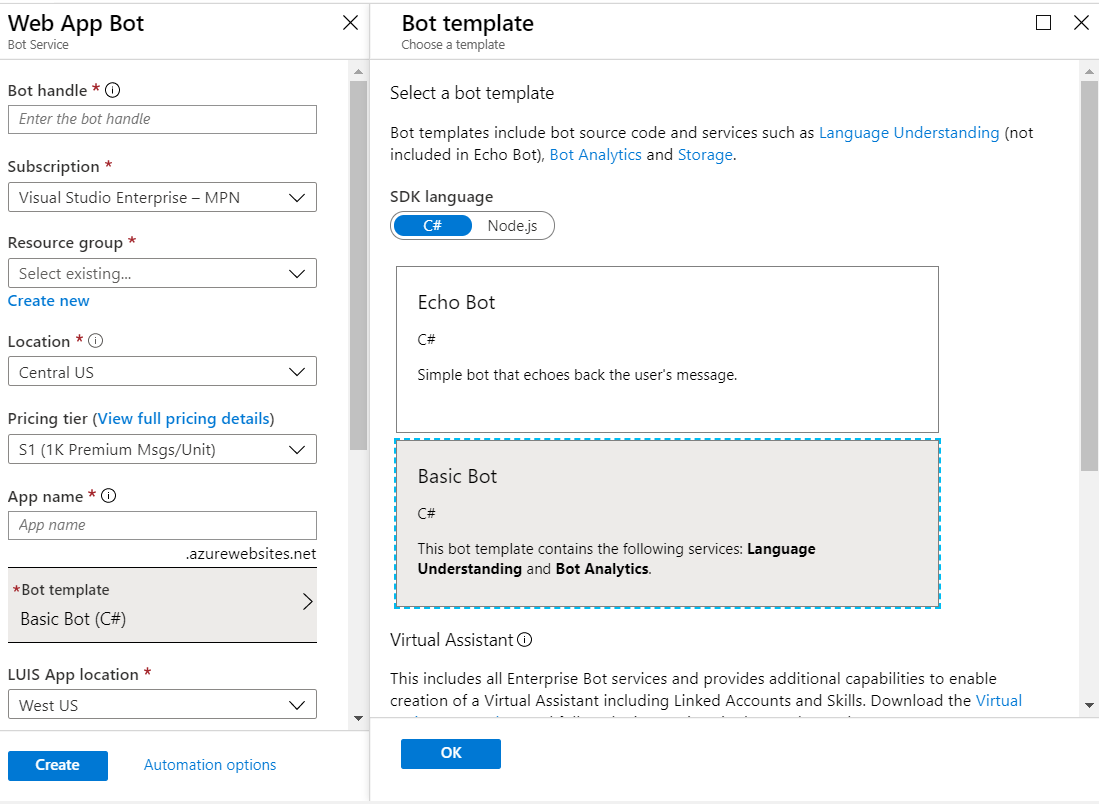 Web App Bot
Bot Service
Bot handle *
Enter the bot handle
Subscription *
Visual Studio Enterprise – MPN
Resource group *
Select existing...
Create new
Location *
Central US
Pricing tier (View full pricing details)
S1 (1K Premium Msgs/Unit)
App name *
App name
.azurewebsites.net
*Bot template
Basic Bot (C#)
LUIS App location *
West US
Create
Automation options
Bot template
Choose a template
Select a bot template
Bot templates include bot source code and services such as Language Understanding (not
included in Echo Bot), Bot Analytics and Storage.
SDK language
C# Node.js
Echo Bot
C#
Simple bot that echoes back the user's message.
Basic Bot
C#
This bot template contains the following services: Language
Understanding and Bot Analytics.
Virtual Assistant
This includes all Enterprise Bot services and provides additional capabilities to enable
creation of a Virtual Assistant including Linked Accounts and Skills. Download the Virtual
OK